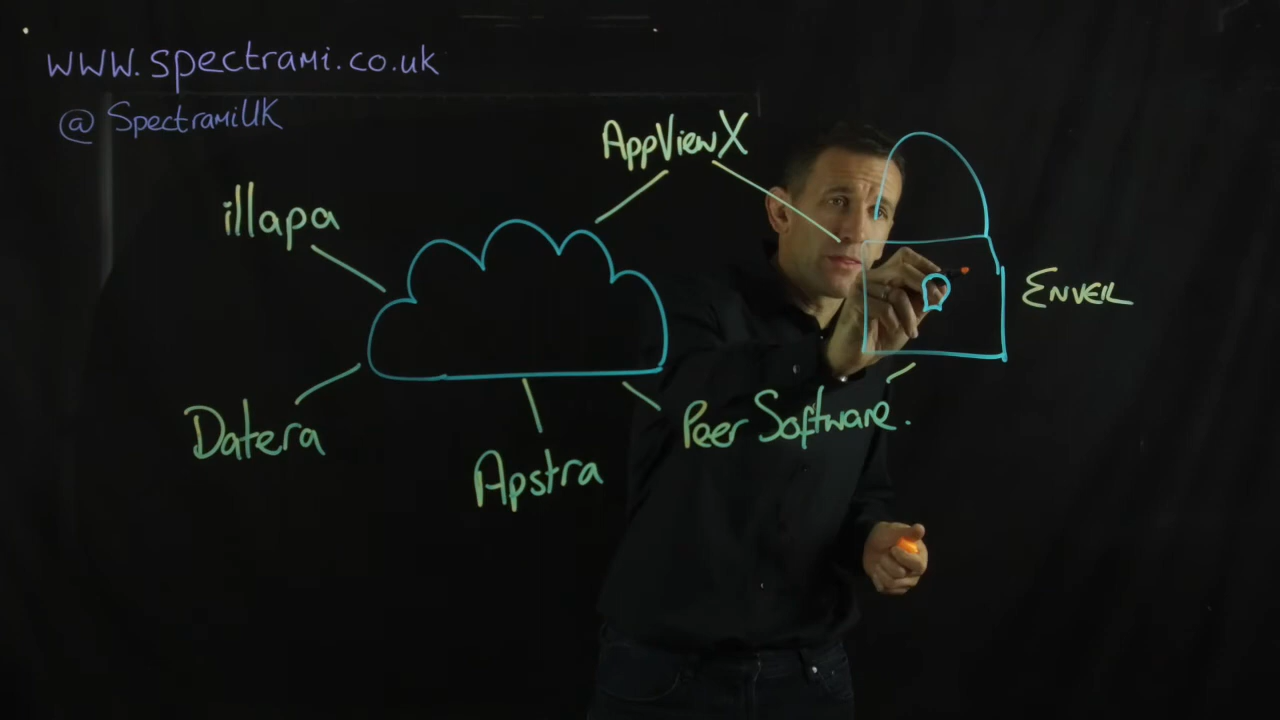 www.spectrami.co.uk
@ SpectramiUK
AppViewX
illapa
Enveil
Datera
Peer Software.
Apstra